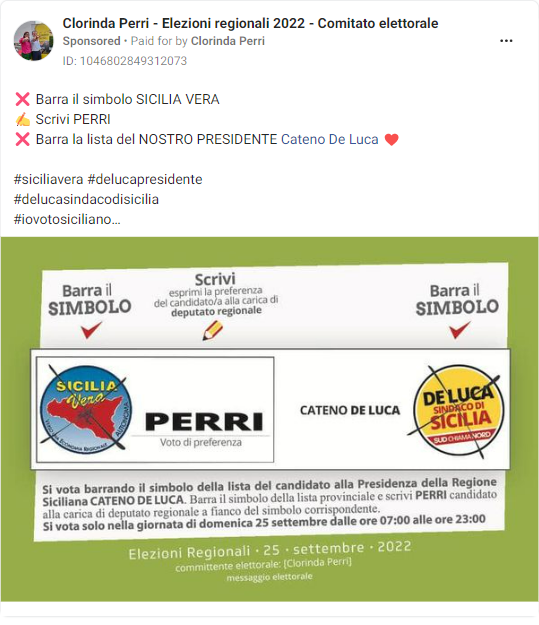 Clorinda Perri - Elezioni regionali 2022 - Comitato elettorale
Sponsored • Paid for by Clorinda Perri
ID: 1046802849312073
❌ Barra il simbolo SICILIA VERA
✍️ Scrivi PERRI
❌ Barra la lista del NOSTRO PRESIDENTE Cateno De Luca ♥️
#siciliavera #delucapresidente
#delucasindacodisicilia
#iovotosiciliano…
Barra il
SIMBOLO
Scrivi
esprimi la preferenza
del candidato/a alla carica di
deputato regionale
Barra il
SIMBOLO
SICILIA
Vera
AUTONOMIA
PERRI
Voto di preferenza
CATENO DE LUCA
DE LUCA
SINDACO DI
SICILIA
SUD CHIAMA NORD
Si vota barrando il simbolo della lista del candidato alla Presidenza della Regione
Siciliana CATENO DE LUCA. Barra il simbolo della lista provinciale e scrivi PERRI candidato
alla carica di deputato regionale a fianco del simbolo corrispondente.
Si vota solo nella giornata di domenica 25 settembre dalle ore 07:00 alle ore 23:00
Elezioni Regionali · 25 · settembre · 2022
committente elettorale: [Clorinda Perri]
messaggio elettorale